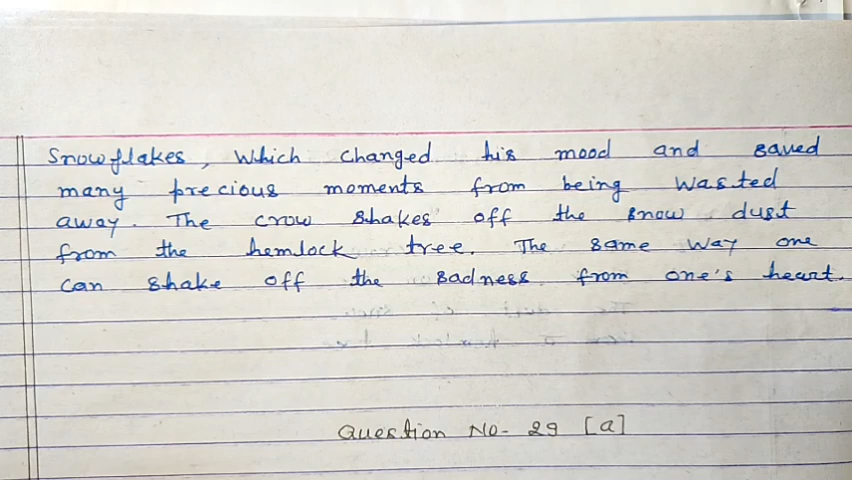 Snowflakes, which changed his mood and saved
many precious moments from being wasted
away. The crow shakes off the snow dust
from the hemlock tree. The same way one
can shake off the sadness from one's heart.
Question No- 29 [a]